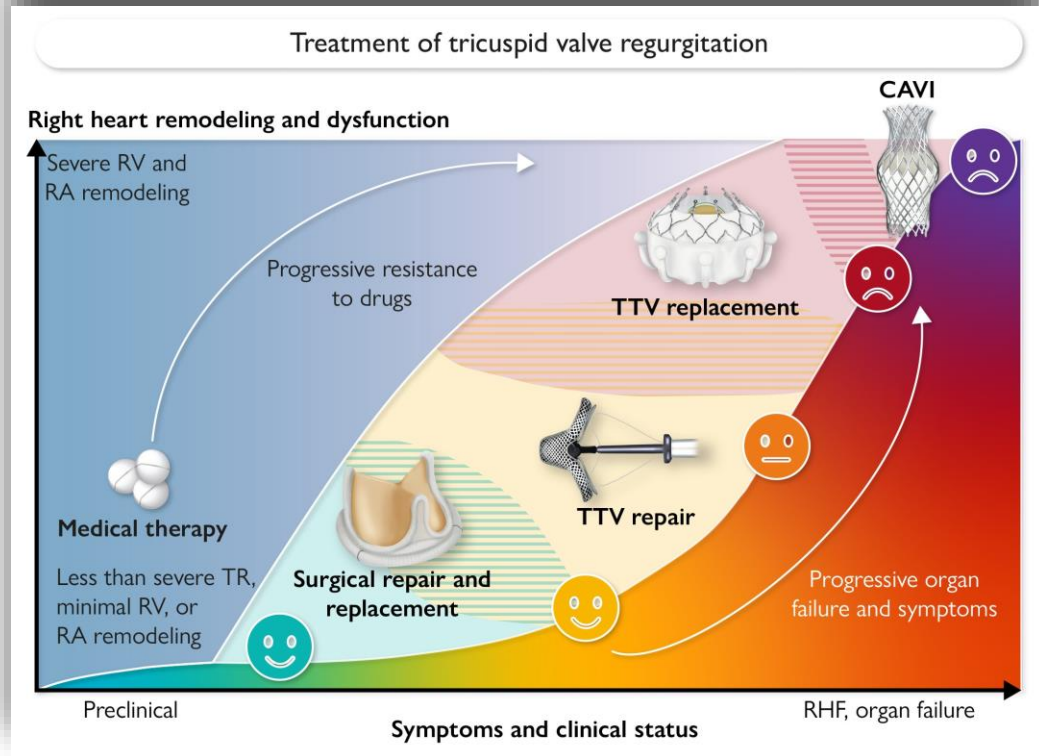 Treatment of tricuspid valve regurgitation
CAVI
Right heart remodeling and dysfunction
Severe RV and
RA remodeling
Progressive resistance
to drugs
TTV replacement
Medical therapy
TTV repair
Less than severe TR,
minimal RV, or
RA remodeling
Surgical repair and
replacement
Progressive organ
failure and symptoms
Preclinical
RHF, organ failure
Symptoms and clinical status